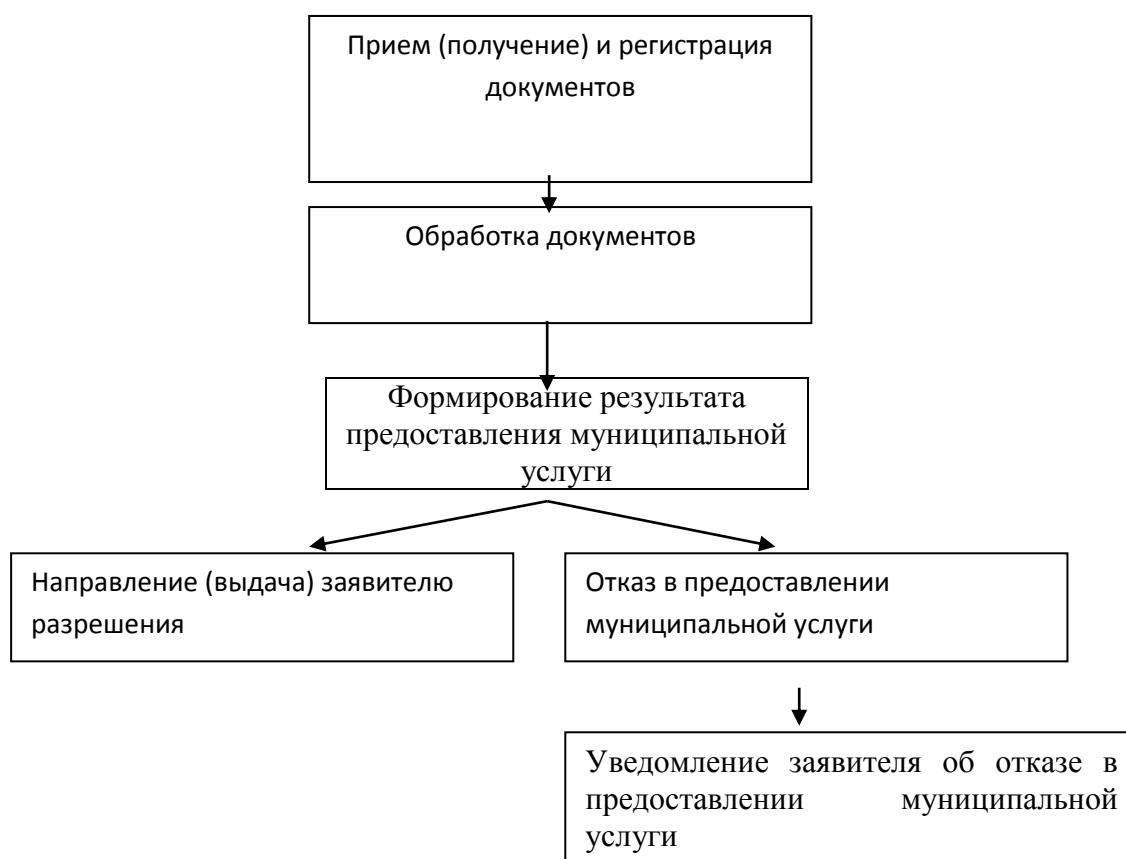 Прием (получение) и регистрация
документов
Обработка документов
Формирование результата
предоставления муниципальной
услуги
Направление (выдача) заявителю
разрешения
Отказ в предоставлении
муниципальной услуги
Уведомление заявителя об отказе в
предоставлении муниципальной
услуги